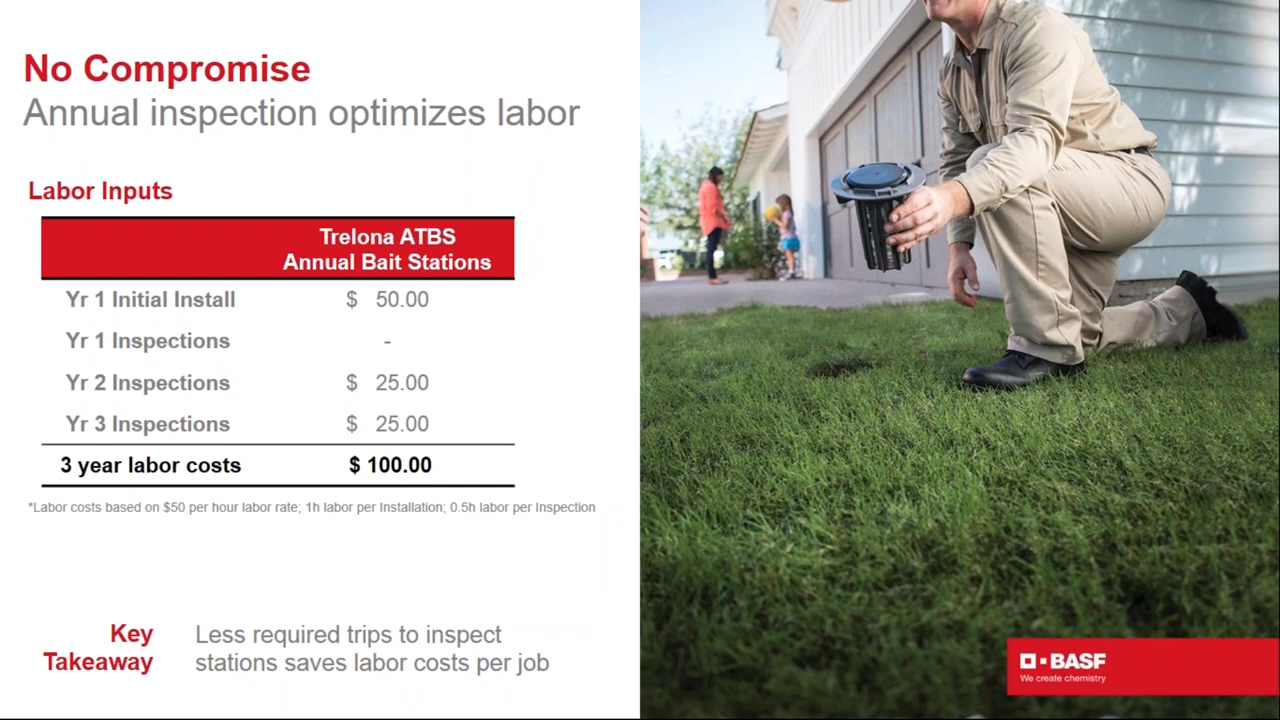 No Compromise
Annual inspection optimizes labor
Labor Inputs
Trelona ATBS
Annual Bait Stations
Yr 1 Initial Install $ 50.00
Yr 1 Inspections -
Yr 2 Inspections $ 25.00
Yr 3 Inspections $ 25.00
3 year labor costs $ 100.00
*Labor costs based on $50 per hour labor rate; 1h labor per Installation; 0.5h labor per Inspection
Key Takeaway
Less required trips to inspect
stations saves labor costs per job
BASF
We create chemistry